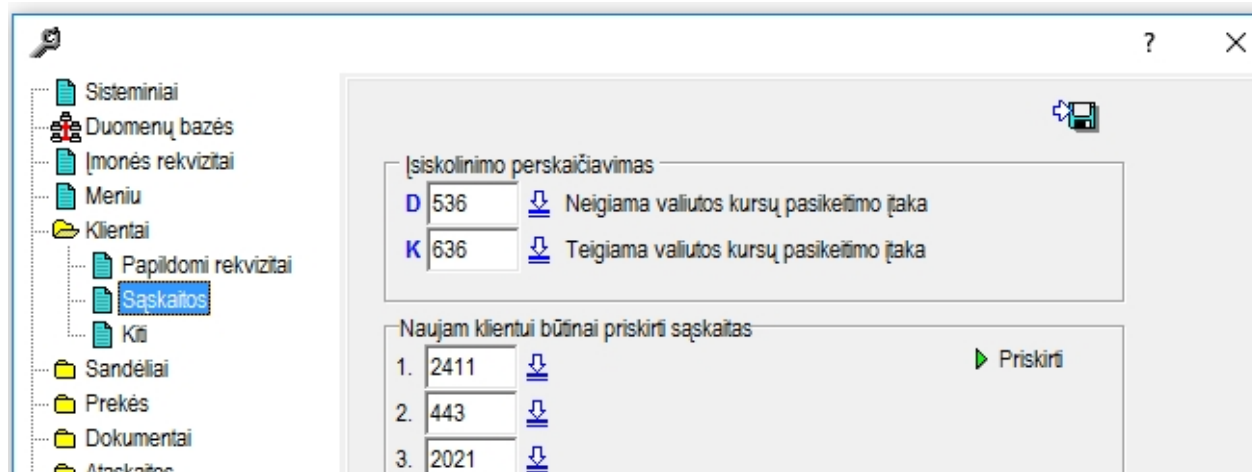 ?
Sisteminiai
Duomenų bazės
Įmonės rekvizitai
Meniu
Klientai
Papildomi rekvizitai
Sąskaitos
Kiti
Sandėliai
Prekės
Dokumentai
Ataskaitos
Įsiskolinimo perskaičiavimas
D 536 Neigiama valiutos kursų pasikeitimo įtaka
K 636 Teigiama valiutos kursų pasikeitimo įtaka
Naujam klientui būtinai priskirti sąskaitas
1. 2411 Priskirti
2. 443
3. 2021